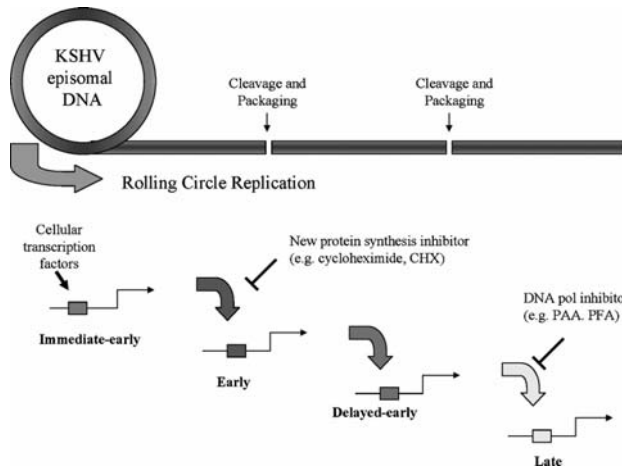 KSHV
episomal
DNA
Cleavage and
Packaging
Cleavage and
Packaging
Rolling Circle Replication
Cellular
transcription
factors
New protein synthesis inhibitor
(e.g. cycloheximide, CHX)
DNA pol inhibito
(e.g. PAA. PFA)
Immediate-early
Early
Delayed-early
Late